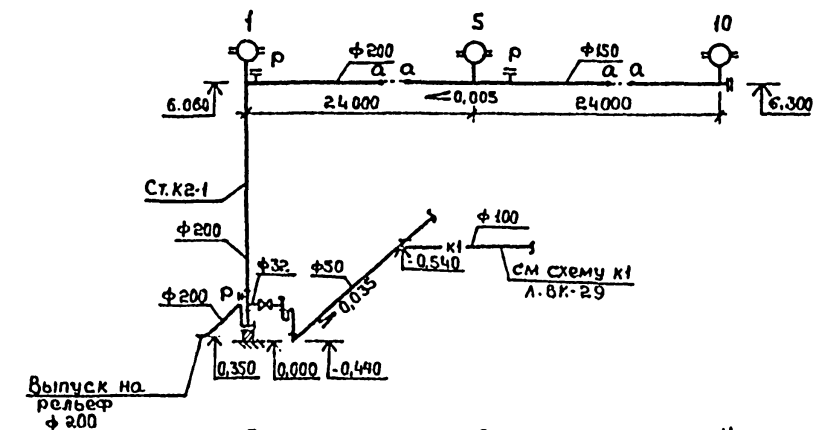 1 5 10
P ф200 P ф150
a a a a
6.060 24000 0,005 24000 6.300
Ст.К2-1
ф200
ф32 ф50 К1 ф100
-0,540
см схему К1
Л.ВК-29
0,035
P
ф200
0,350 0,000 -0,440
Выпуск на
рельеф
ф200